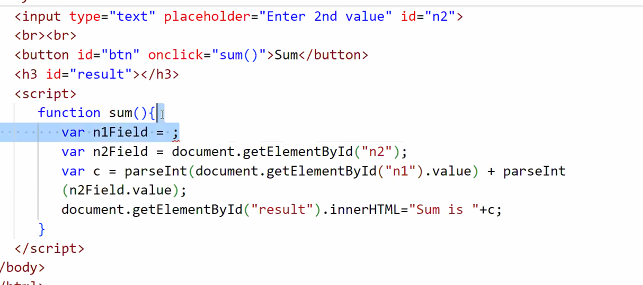 <input type="text" placeholder="Enter 2nd value" id="n2">
<br><br>
<button id="btn" onclick="sum()">Sum</button>
<h3 id="result"></h3>
<script>
function sum(){
var n1Field = ;
var n2Field = document.getElementById("n2");
var c = parseInt(document.getElementById("n1").value) + parseInt
(n2Field.value);
document.getElementById("result").innerHTML="Sum is "+c;
}
</script>
/body>